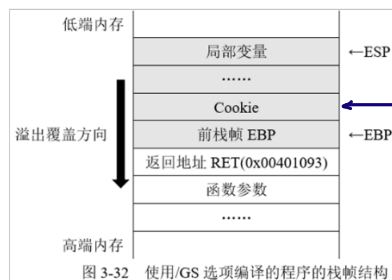 低端内存
局部变量 ←ESP
……
Cookie
溢出覆盖方向 前栈帧 EBP ←EBP
返回地址 RET(0x00401093)
函数参数
……
高端内存
图 3-32 使用/GS 选项编译的程序的栈帧结构